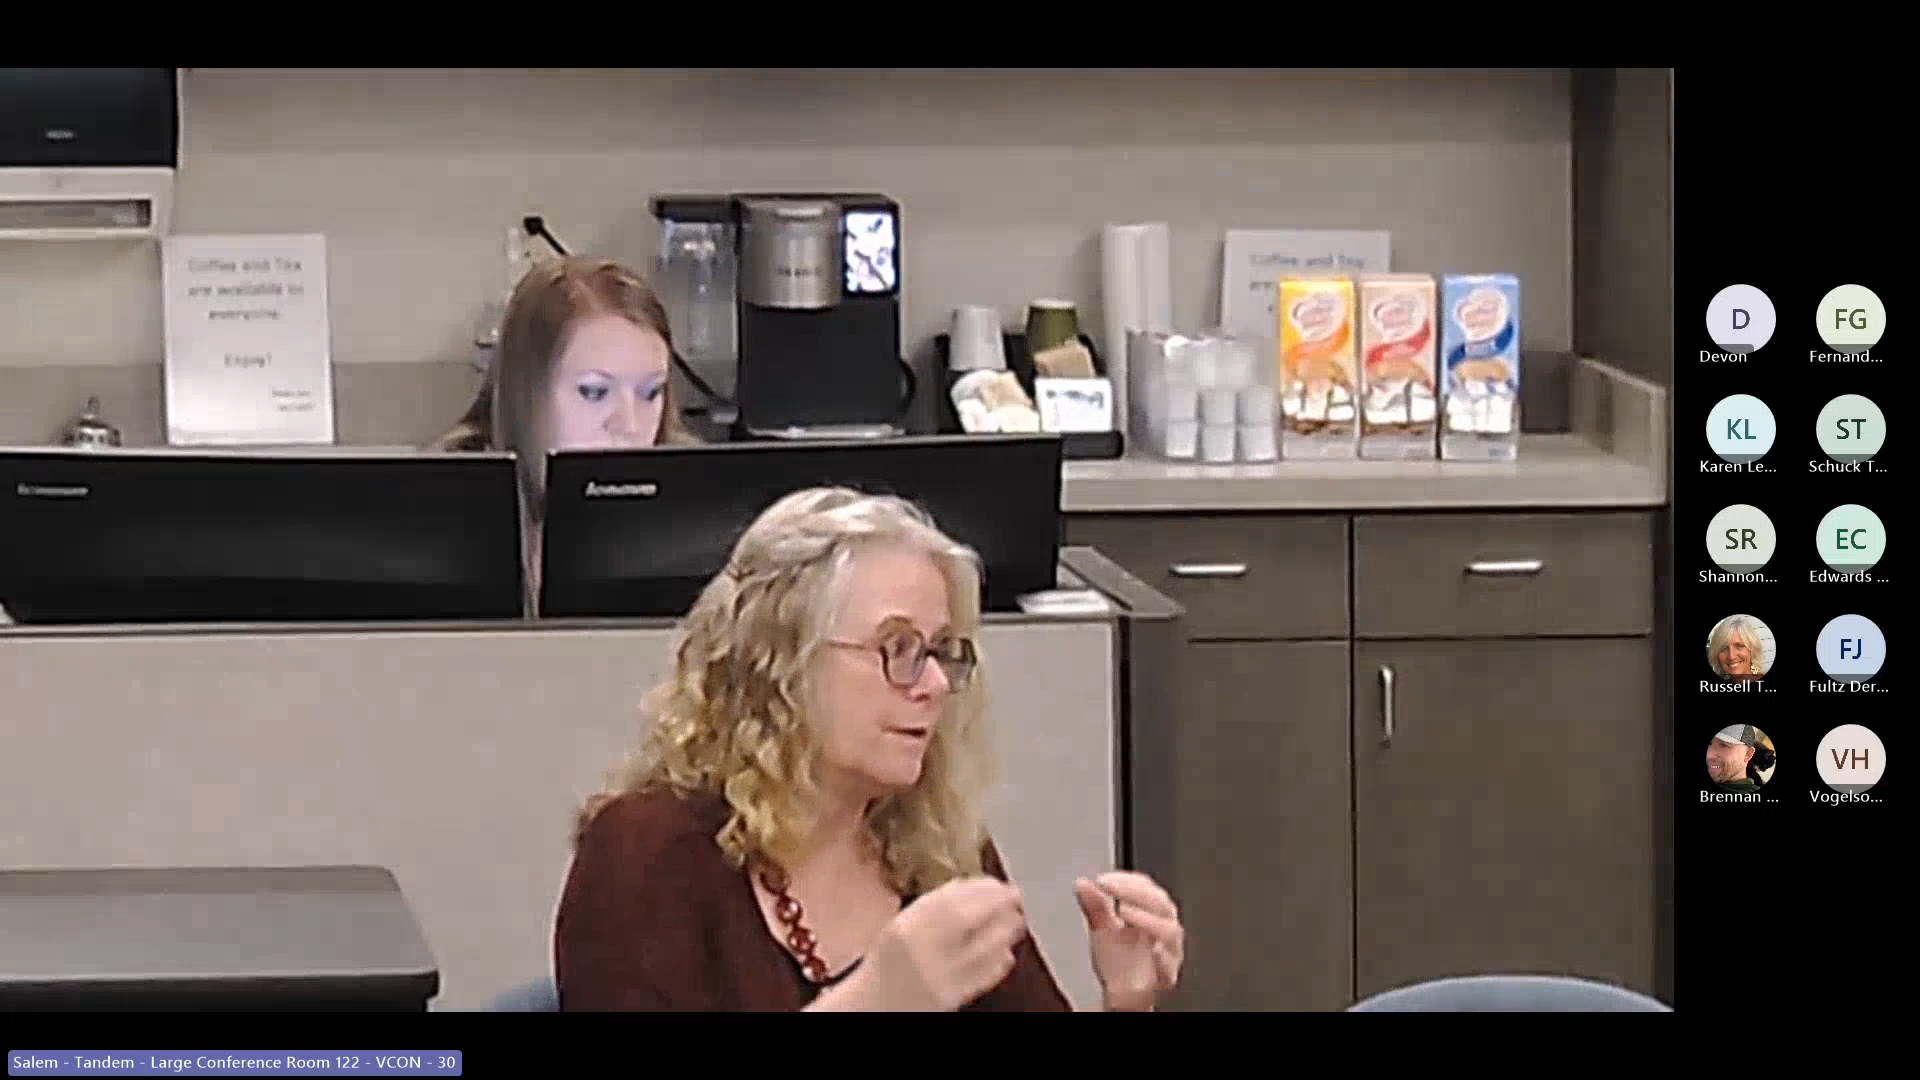 Coffee and Tea
are available to
everyone.
Enjoy!
Coffee and Tea
lenovo
lenovo
D
Devon
FG
Fernand...
KL
Karen Le...
ST
Schuck T...
SR
Shannon...
EC
Edwards ...
Russell T...
FJ
Fultz Der...
Brennan ...
VH
Vogelso...
Salem - Tandem - Large Conference Room 122 - VCON - 30